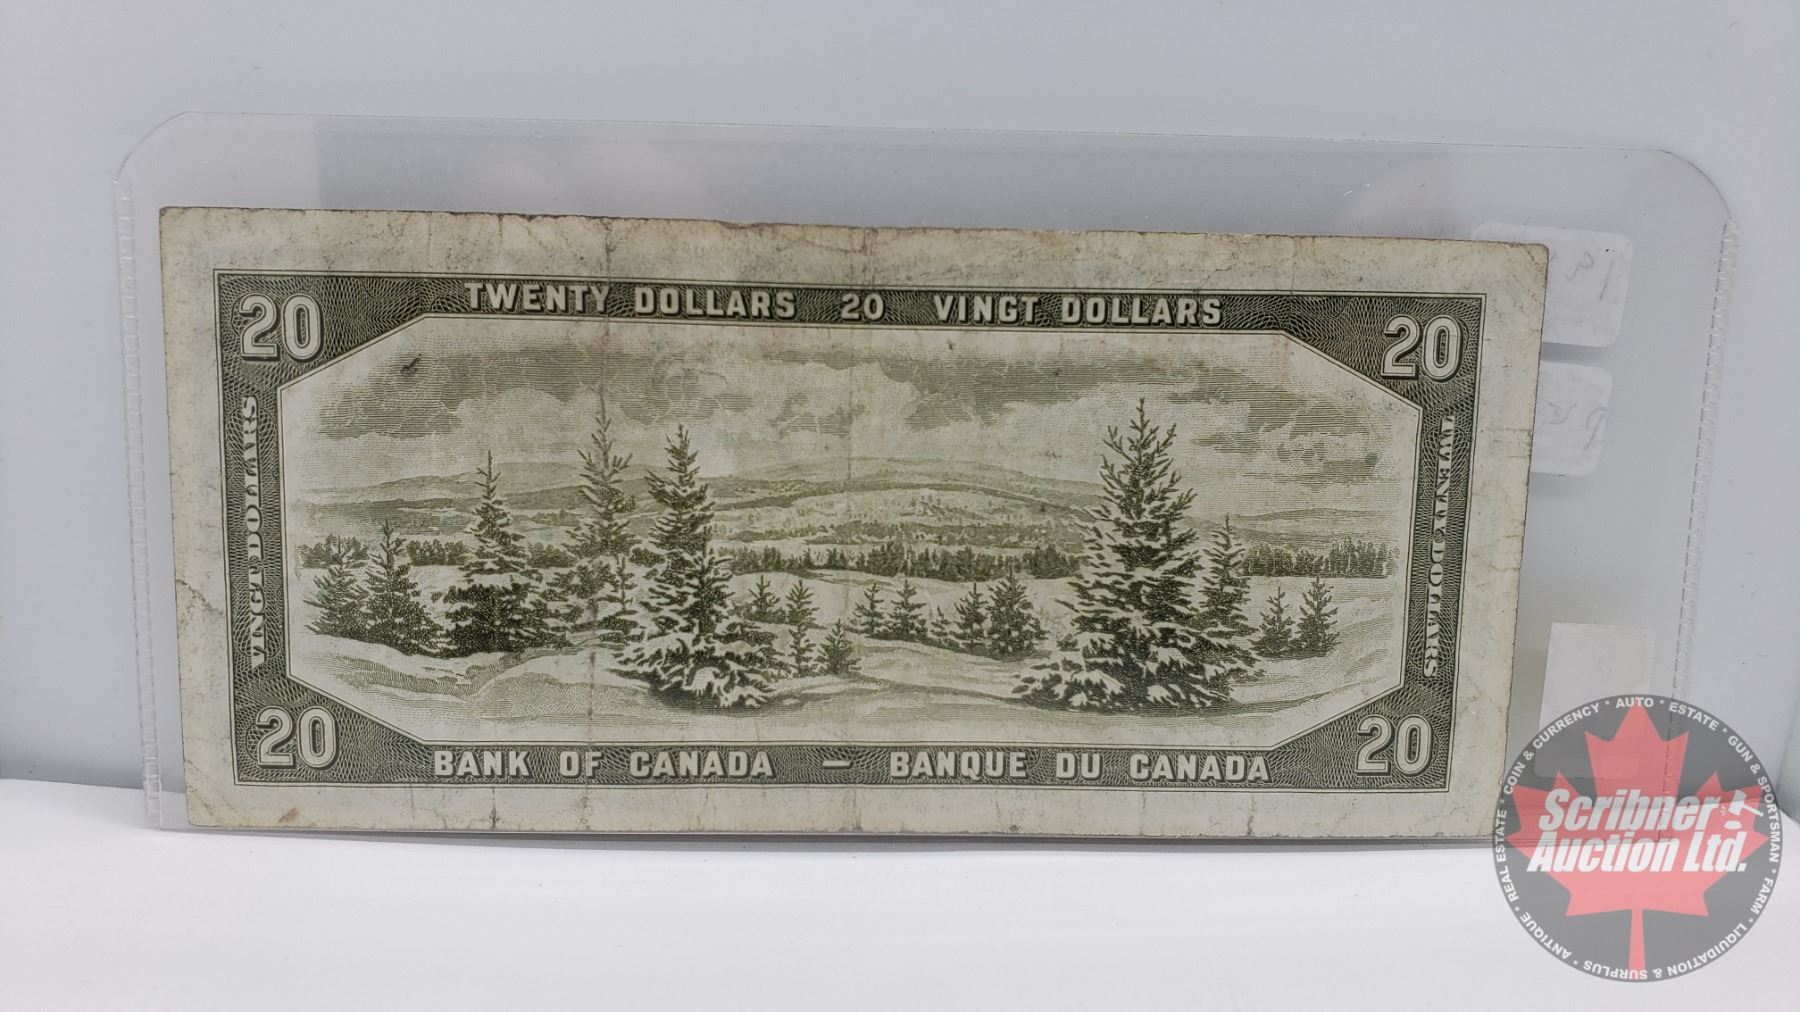 TWENTY DOLLARS 20 VINGT DOLLARS
20
20
VINGT DOLLARS
TWENTY DOLLARS
20
20
BANK OF CANADA — BANQUE DU CANADA
Scribner
Auction Ltd.
COIN & CURRENCY * AUTO * ESTATE * GUN & SPORTSMAN * FARM * LIQUIDATION & SURPLUS * ANTIQUE * REAL ESTATE *